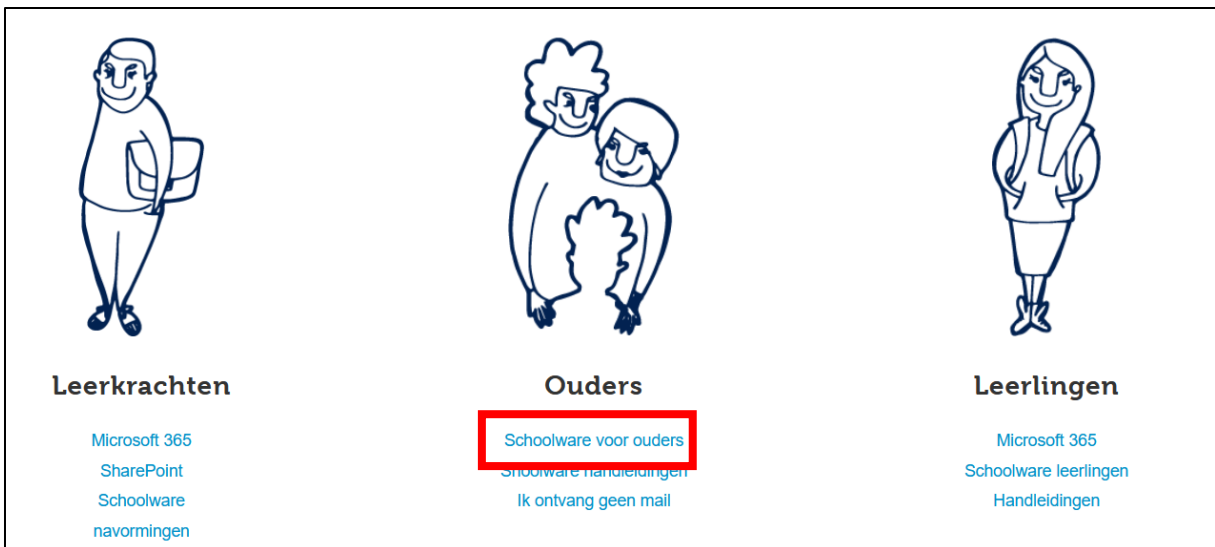 Leerkrachten
Microsoft 365
SharePoint
Schoolware
navormingen
Ouders
Schoolware voor ouders
Snoolware handleidingen
Ik ontvang geen mail
Leerlingen
Microsoft 365
Schoolware leerlingen
Handleidingen